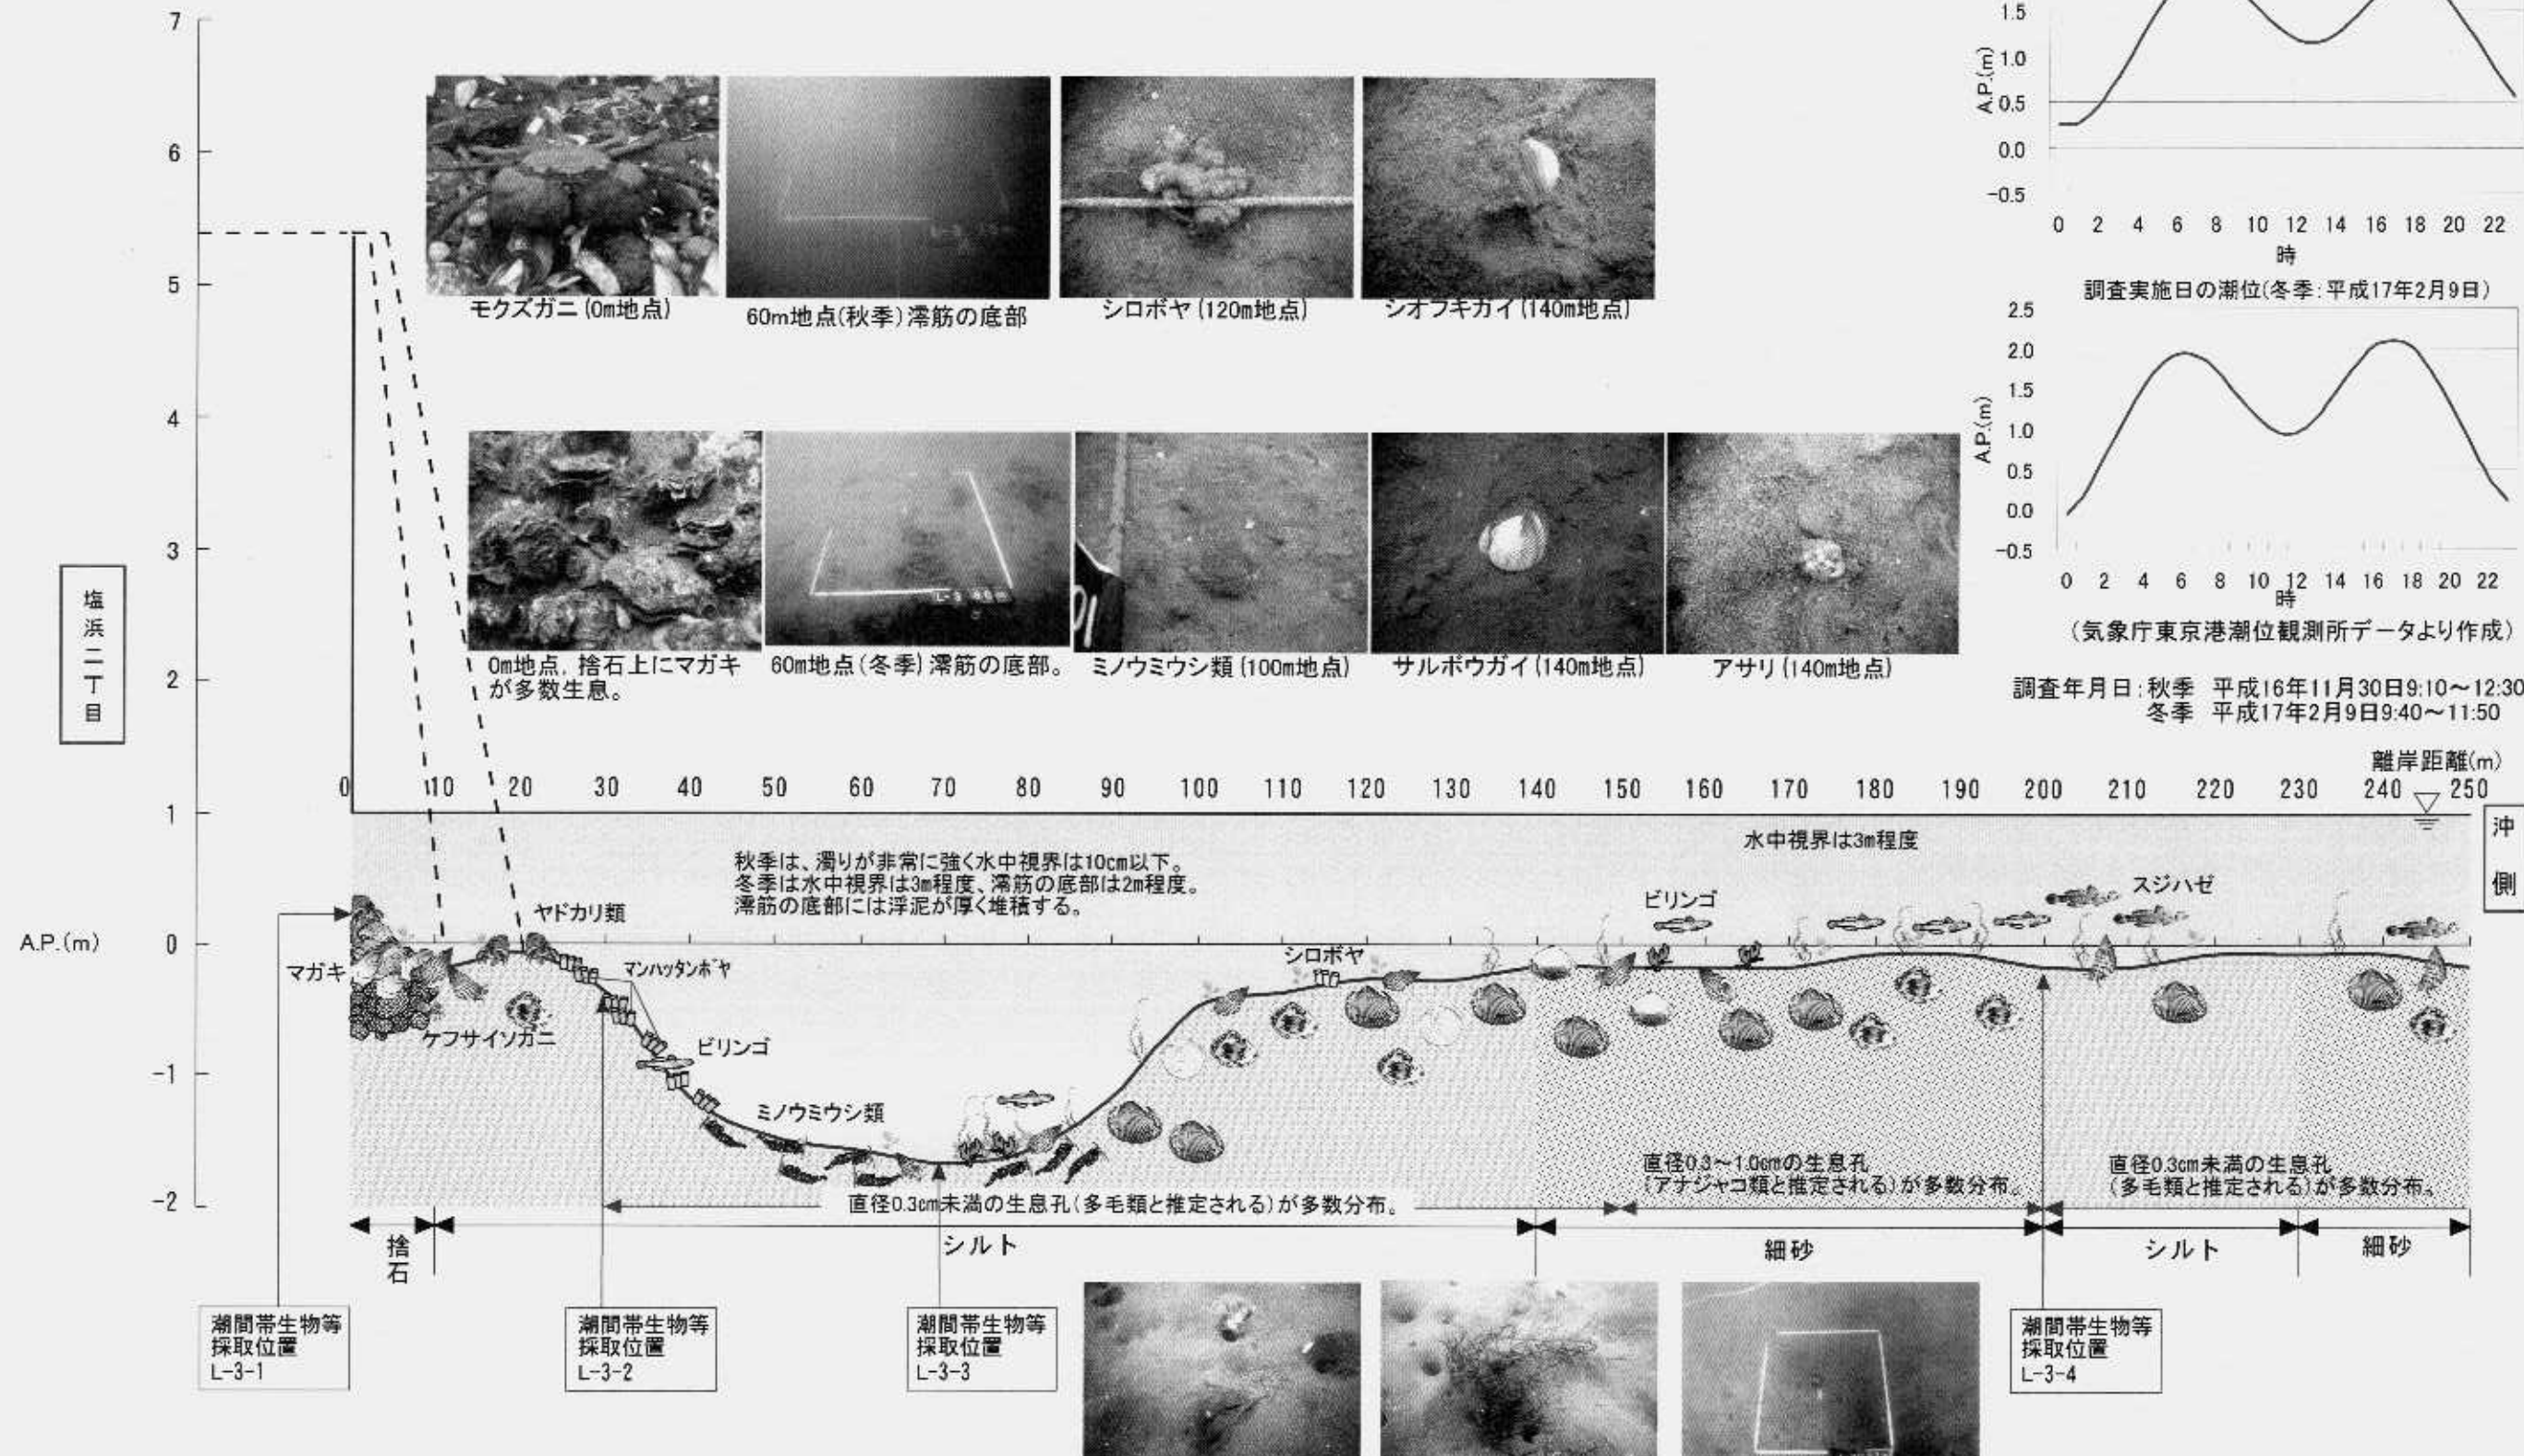 7
6
5
4
3
2
1
0
-1
-2
A.P.(m)
塩浜二丁目
モクズガニ(0m地点)
60m地点(秋季)澪筋の底部
シロボヤ(120m地点)
シオフキガイ(140m地点)
0m地点，捨石上にマガキ
が多数生息。
60m地点(冬季)澪筋の底部。
ミノウミウシ類(100m地点)
サルボウガイ(140m地点)
アサリ(140m地点)
A.P.(m)
1.5
1.0
0.5
0.0
-0.5
0 2 4 6 8 10 12 14 16 18 20 22
時
調査実施日の潮位(冬季:平成17年2月9日)
A.P.(m)
2.5
2.0
1.5
1.0
0.5
0.0
-0.5
0 2 4 6 8 10 12 14 16 18 20 22
時
(気象庁東京港潮位観測所データより作成)
調査年月日:秋季 平成16年11月30日9:10～12:30
冬季 平成17年2月9日9:40～11:50
離岸距離(m)
0 10 20 30 40 50 60 70 80 90 100 110 120 130 140 150 160 170 180 190 200 210 220 230 240 250
沖側
水中視界は3m程度
秋季は、濁りが非常に強く水中視界は10cm以下。
冬季は水中視界は3m程度、澪筋の底部は2m程度。
澪筋の底部には浮泥が厚く堆積する。
ヤドカリ類
マガキ
マンハッタンボヤ
ケフサイソガニ
ビリンゴ
ミノウミウシ類
シロボヤ
ビリンゴ
スジハゼ
直径0.3cm未満の生息孔(多毛類と推定される)が多数分布。
直径0.3～1.0cmの生息孔
(アナジャコ類と推定される)が多数分布。
直径0.3cm未満の生息孔
(多毛類と推定される)が多数分布。
捨石
シルト
細砂
シルト
細砂
潮間帯生物等
採取位置
L-3-1
潮間帯生物等
採取位置
L-3-2
潮間帯生物等
採取位置
L-3-3
潮間帯生物等
採取位置
L-3-4